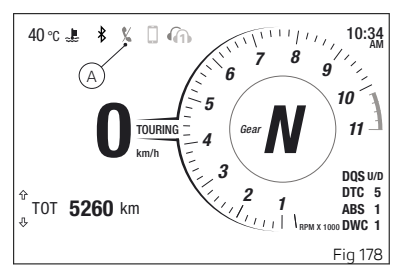 40 °C
10:34
AM
A
1
1 2 3 4 5 6 7 8 9 10 11
0
TOURING
km/h
Gear N
RPM X 1000
DQS U/D
DTC 5
ABS 1
DWC 1
TOT 5260 km
Fig 178